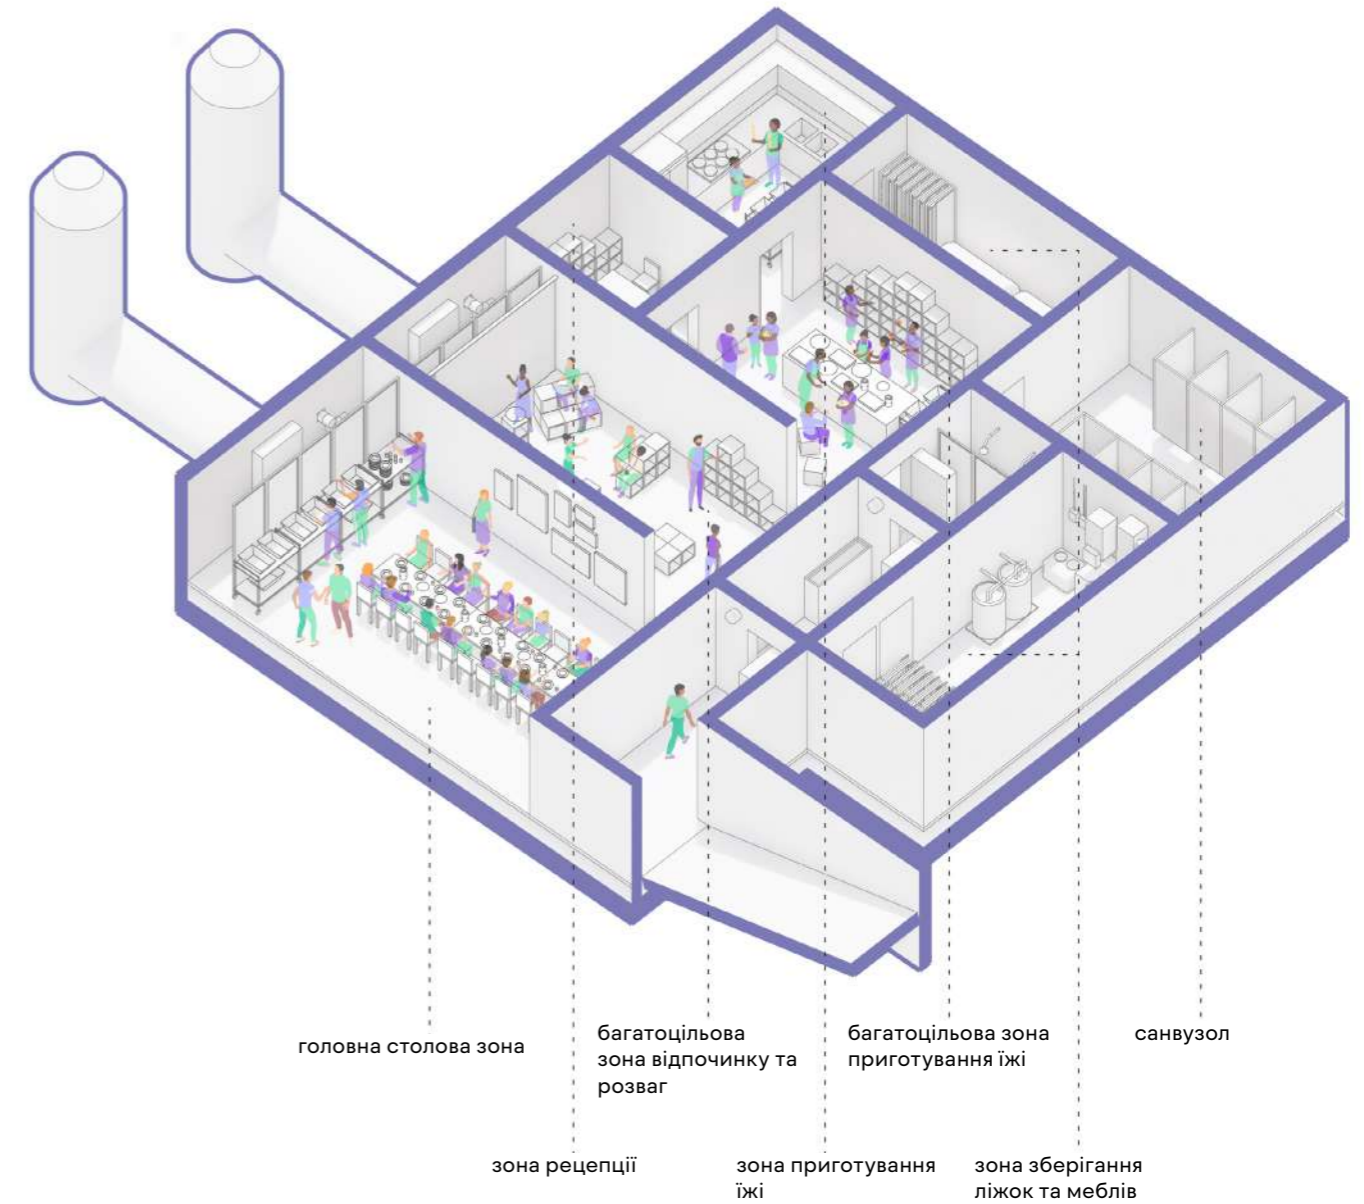 головна столова зона
багатоцільова
зона відпочинку та
розваг
багатоцільова зона
приготування їжі
санвузол
зона рецепції
зона приготування
їжі
зона зберігання
ліжок та меблів